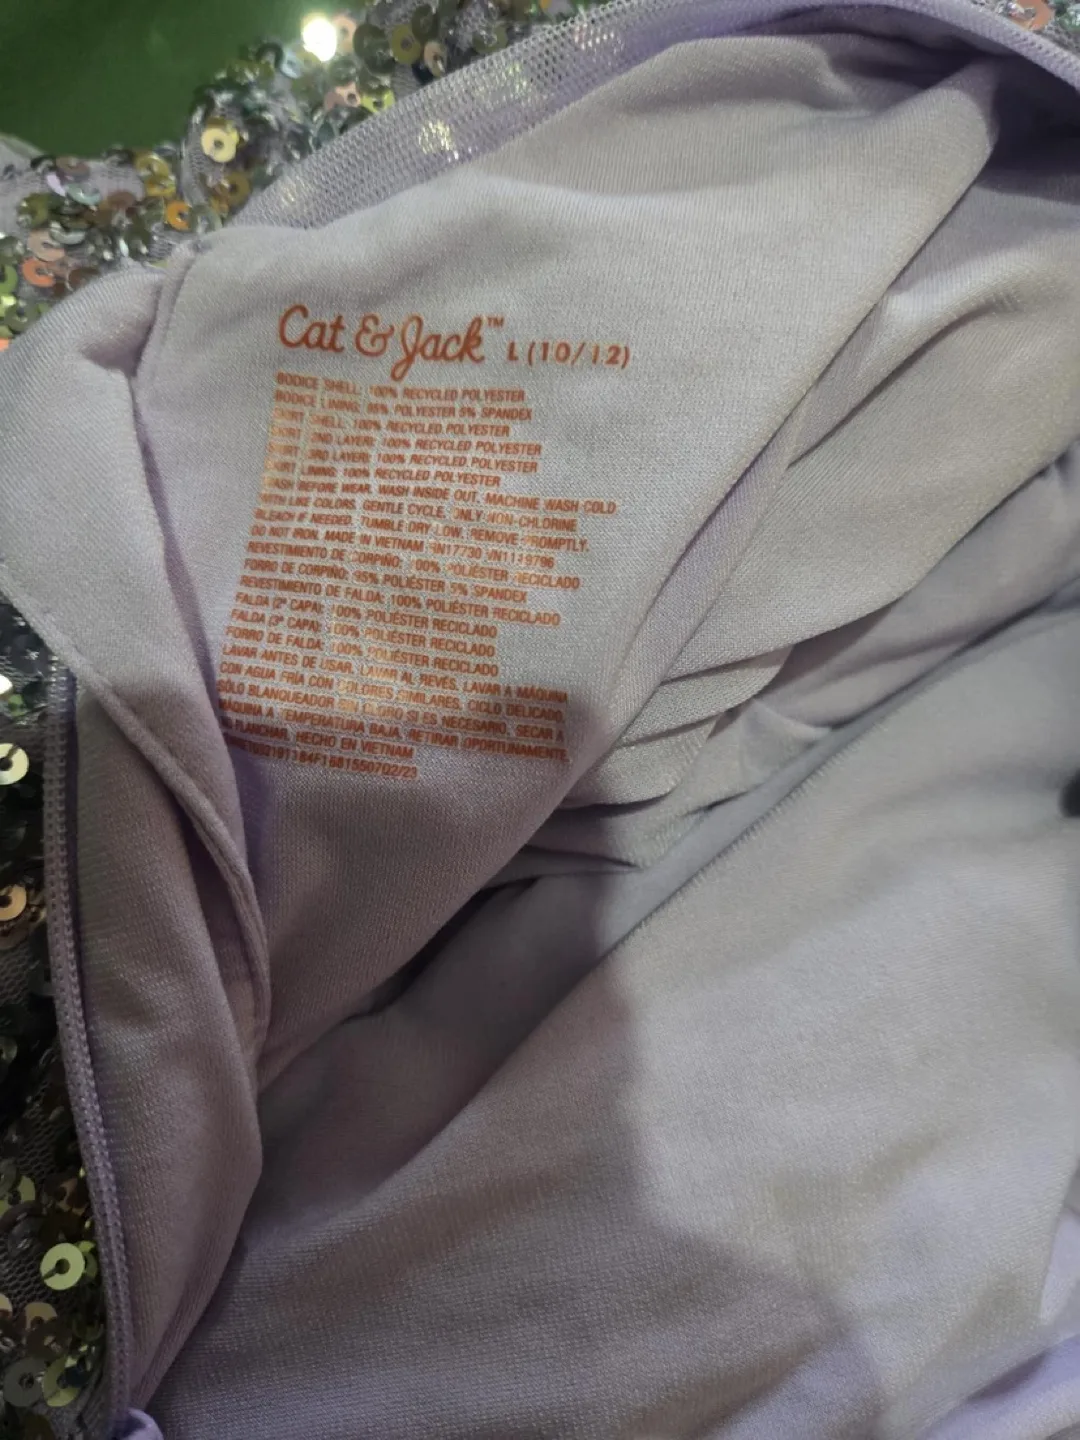 Cat & Jack™ L (10/12)
BODICE SHELL: 100% RECYCLED POLYESTER
BODICE LINING: 95% POLYESTER 5% SPANDEX
SKIRT SHELL: 100% RECYCLED POLYESTER
SKIRT (2ND LAYER): 100% RECYCLED POLYESTER
SKIRT (3RD LAYER): 100% RECYCLED POLYESTER
SKIRT LINING: 100% RECYCLED POLYESTER
WASH BEFORE WEAR. WASH INSIDE OUT. MACHINE WASH COLD
WITH LIKE COLORS. GENTLE CYCLE. ONLY NON-CHLORINE
BLEACH IF NEEDED. TUMBLE DRY LOW. REMOVE PROMPTLY.
DO NOT IRON. MADE IN VIETNAM VN17730 VN1119796
REVESTIMIENTO DE CORPIÑO: 100% POLIÉSTER RECICLADO
FORRO DE CORPIÑO: 95% POLIÉSTER 5% SPANDEX
REVESTIMIENTO DE FALDA: 100% POLIÉSTER RECICLADO
FALDA (2ª CAPA): 100% POLIÉSTER RECICLADO
FALDA (3ª CAPA): 100% POLIÉSTER RECICLADO
FORRO DE FALDA: 100% POLIÉSTER RECICLADO
LAVAR ANTES DE USAR. LAVAR AL REVÉS. LAVAR A MÁQUINA
CON AGUA FRÍA CON COLORES SIMILARES. CICLO DELICADO.
SÓLO BLANQUEADOR SIN CLORO SI ES NECESARIO. SECAR A
MÁQUINA A TEMPERATURA BAJA. RETIRAR OPORTUNAMENTE.
NO PLANCHAR. HECHO EN VIETNAM